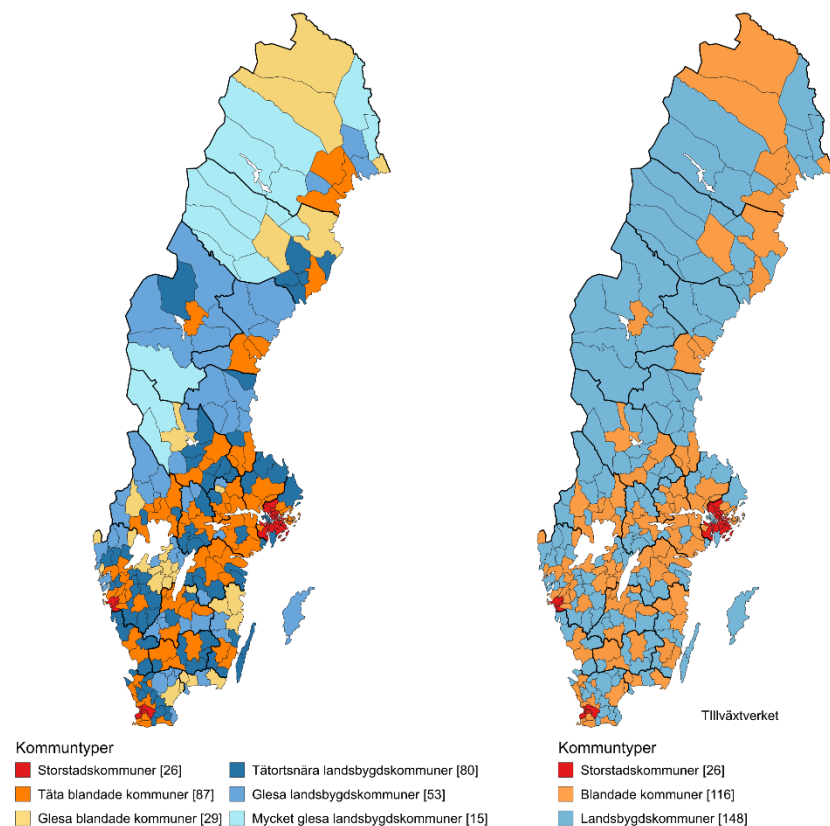 TIllväxtverket
Kommuntyper
Storstadskommuner [26]
Täta blandade kommuner [87]
Glesa blandade kommuner [29]
Tätortsnära landsbygdskommuner [80]
Glesa landsbygdskommuner [53]
Mycket glesa landsbygdskommuner [15]
Kommuntyper
Storstadskommuner [26]
Blandade kommuner [116]
Landsbygdskommuner [148]